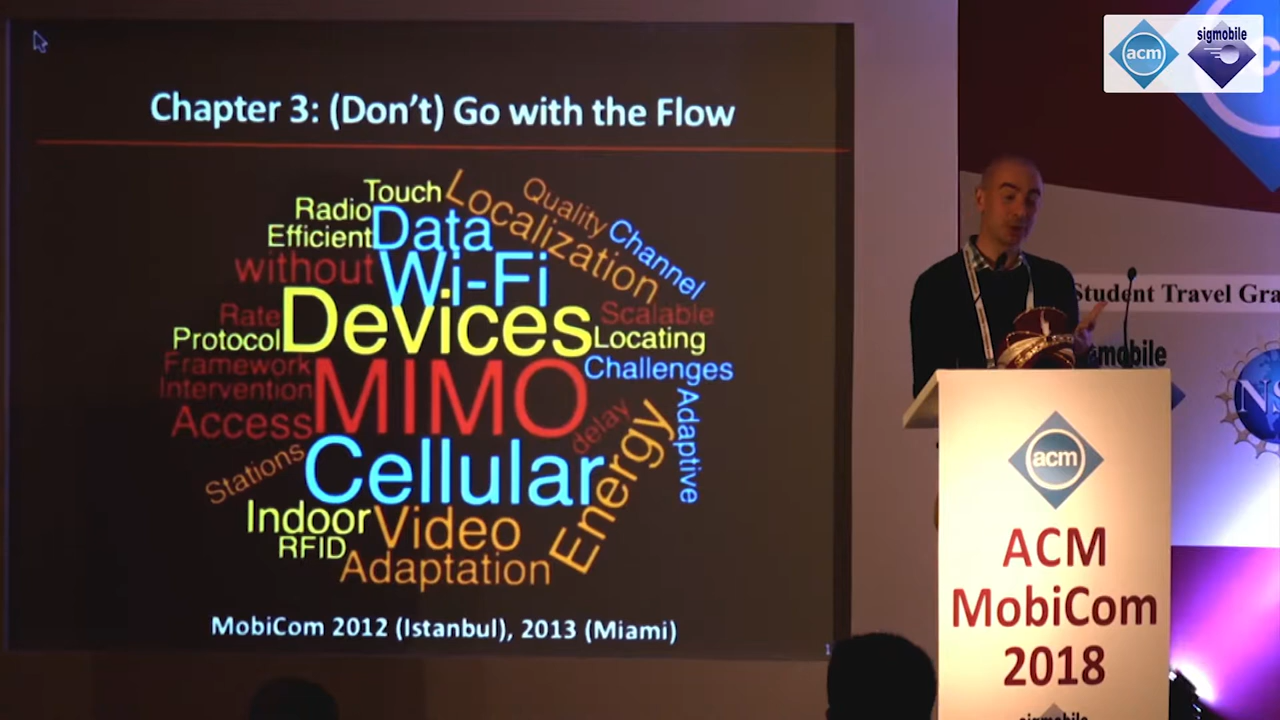 Chapter 3: (Don't) Go with the Flow
Touch
Localization
Quality
Radio
Data
Channel
Efficient
without
Wi-Fi
Rate
Devices
Scalable
Protocol
Locating
Framework
MIMO
Challenges
Intervention
Access
delay
Adaptive
Stations
Cellular
Energy
Indoor
Video
RFID
Adaptation
MobiCom 2012 (Istanbul), 2013 (Miami)
acm
sigmobile
Student Travel Gra
gmobile
N
acm
ACM
MobiCom
2018
sigmobile